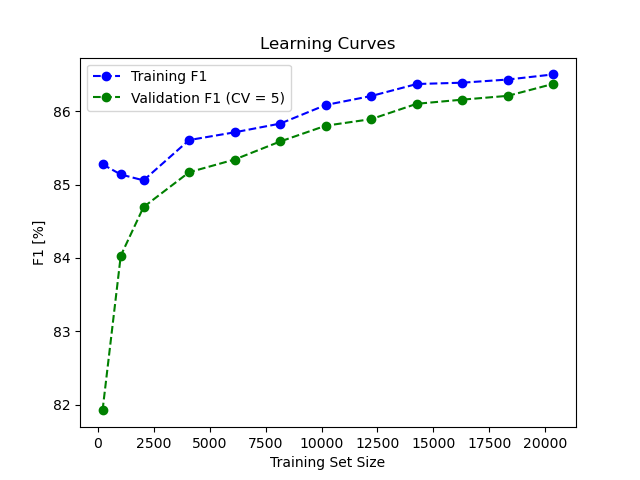 Learning Curves
Training F1
Validation F1 (CV = 5)
86
85
84
83
82
F1 [%]
0 2500 5000 7500 10000 12500 15000 17500 20000
Training Set Size